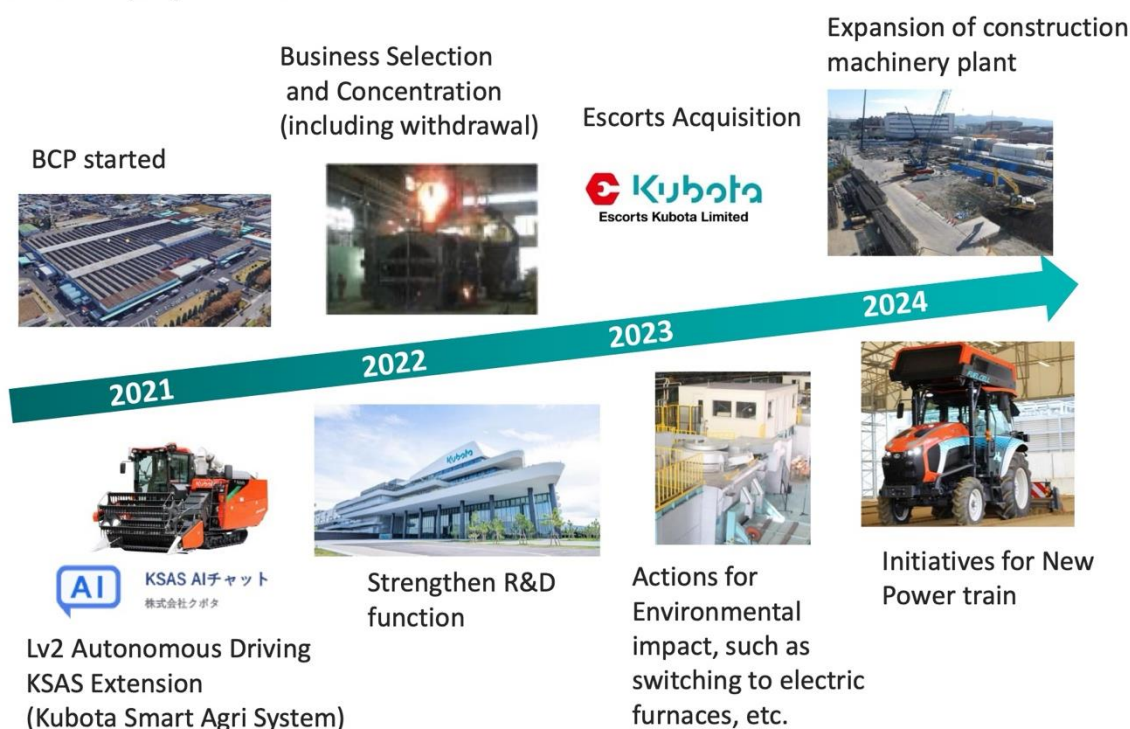 Expansion of construction
machinery plant
Business Selection
and Concentration
(including withdrawal)
Escorts Acquisition
BCP started
Kubota
Escorts Kubota Limited
2021
2022
2023
2024
Kubota
AI
KSAS AIチャット
株式会社クボタ
Lv2 Autonomous Driving
KSAS Extension
(Kubota Smart Agri System)
Strengthen R&D
function
Actions for
Environmental
impact, such as
switching to electric
furnaces, etc.
Initiatives for New
Power train